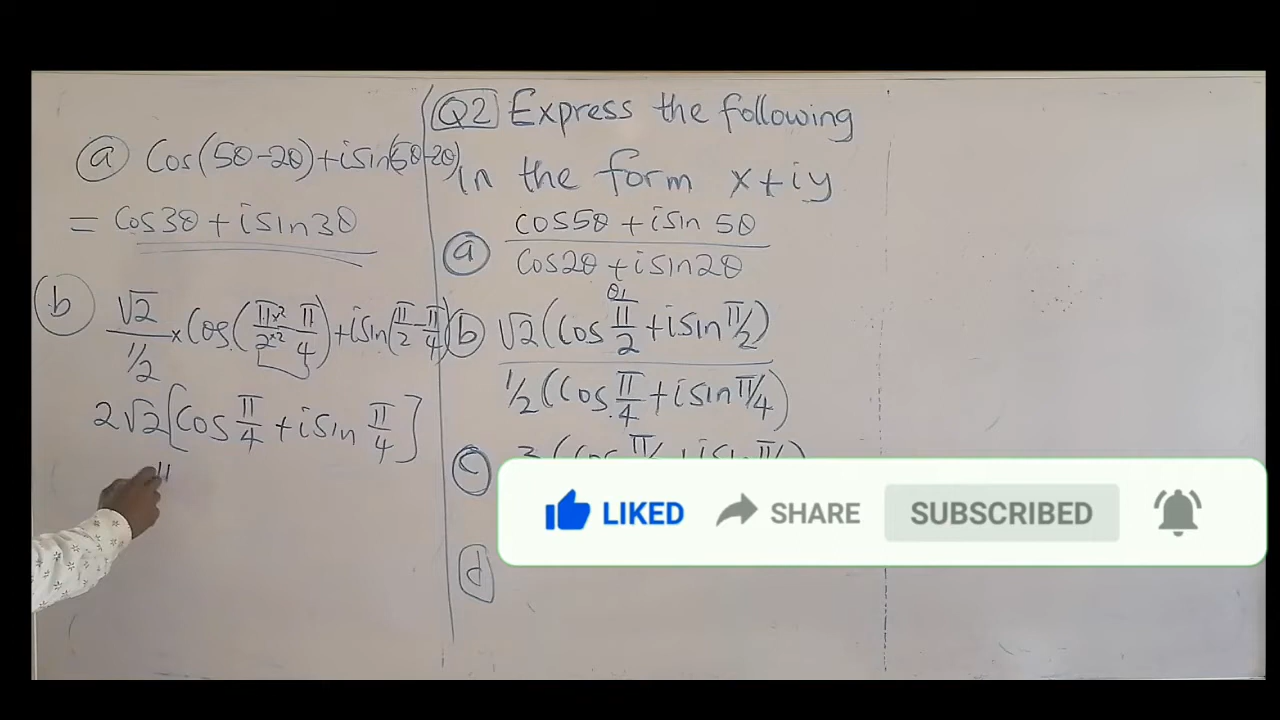 Q2 Express the following
in the form x+iy
a cos5θ + i sin 5θ
cos2θ + i sin2θ
θ1
b √2 (cos π/2 + i sin π/2)
1/2 (cos π/4 + i sin π/4)
c
d
a Cos(5θ-2θ)+i sin(5θ-2θ)
= cos3θ + i sin3θ
b √2 / 1/2 × Cos(π×2/2×2 - π/4) + i sin(π/2 - π/4)
2√2[cos π/4 + i sin π/4]
LIKED SHARE SUBSCRIBED